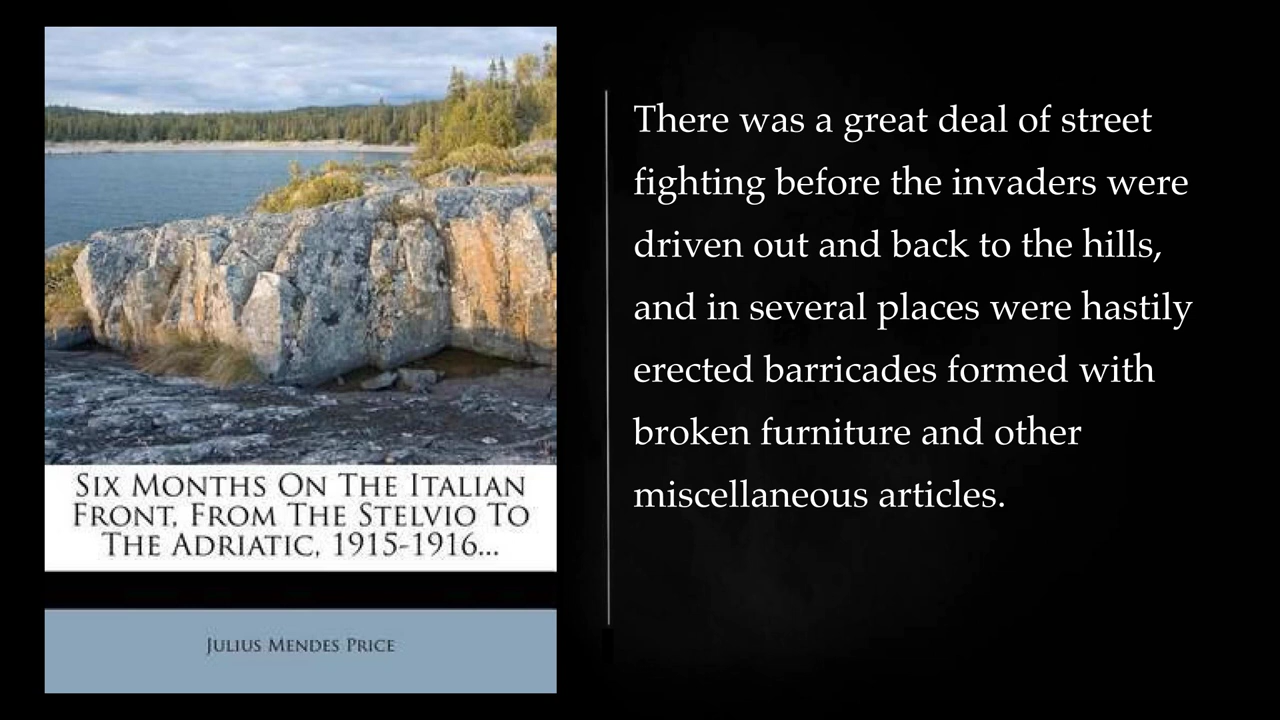 SIX MONTHS ON THE ITALIAN
FRONT, FROM THE STELVIO TO
THE ADRIATIC, 1915-1916...
JULIUS MENDES PRICE
There was a great deal of street
fighting before the invaders were
driven out and back to the hills,
and in several places were hastily
erected barricades formed with
broken furniture and other
miscellaneous articles.